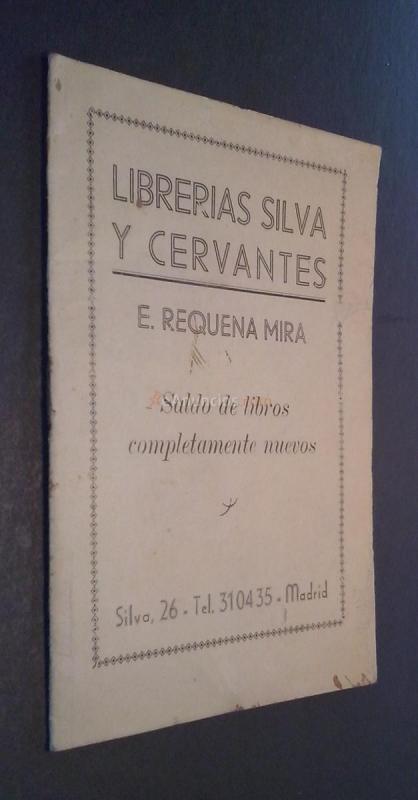 LIBRERIAS SILVA
Y CERVANTES
E. REQUENA MIRA
Saldo de libros
completamente nuevos
Silva, 26 - Tel. 310435 - Madrid